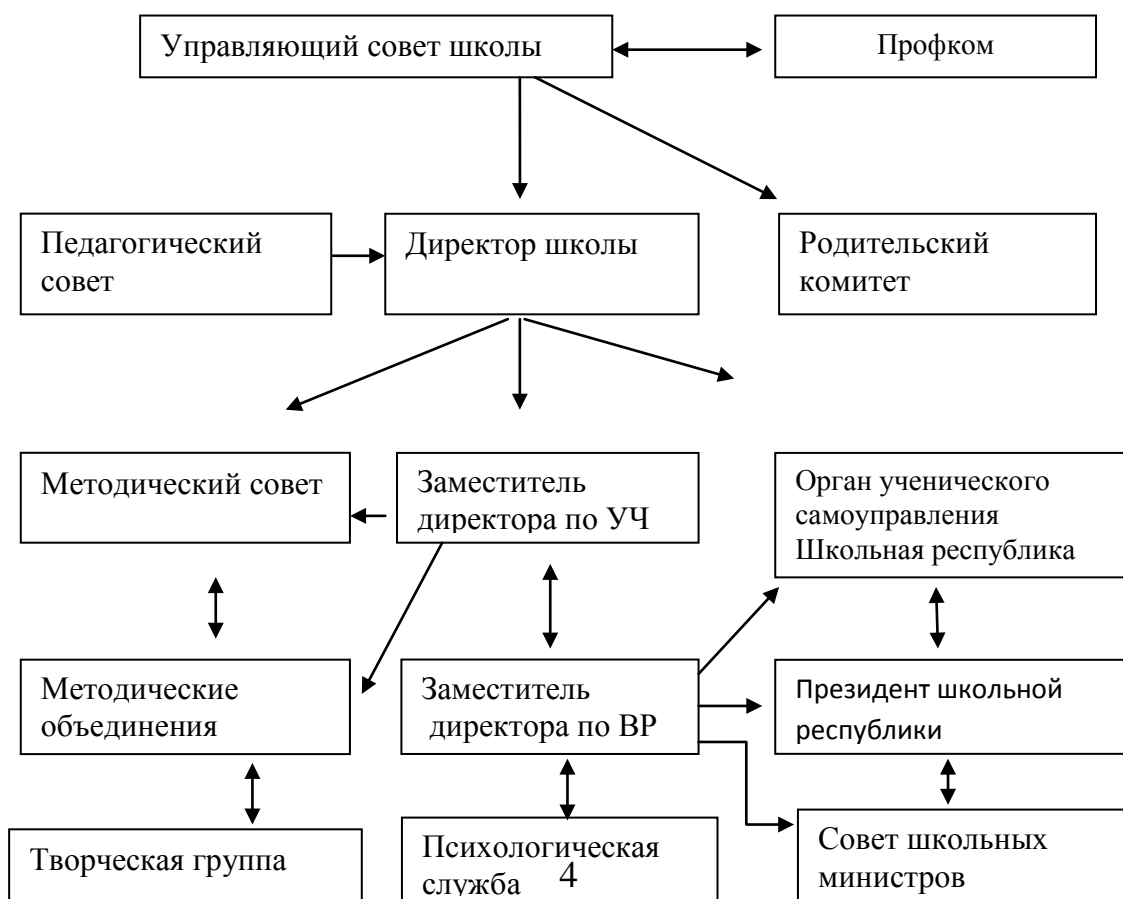 Управляющий совет школы
Профком
Педагогический
совет
Директор школы
Родительский
комитет
Методический совет
Заместитель
директора по УЧ
Орган ученического
самоуправления
Школьная республика
Методические
объединения
Заместитель
директора по ВР
Президент школьной
республики
Творческая группа
Психологическая
служба
4
Совет школьных
министров